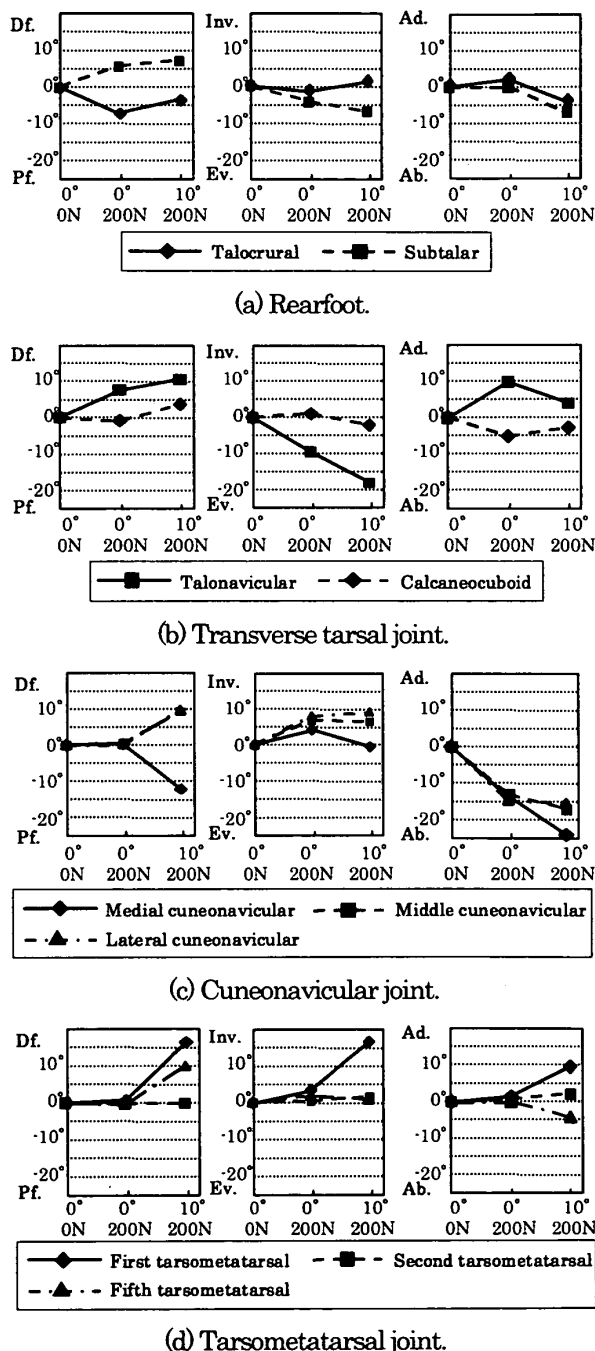 Df. Inv. Ad.
10° 10° 10°
0° 0° 0°
-10° -10° -10°
-20° -20° -20°
Pf. Ev. Ab.
0° 0° 10° 0° 0° 10° 0° 0° 10°
0N 200N 200N 0N 200N 200N 0N 200N 200N
Talocrural Subtalar
(a) Rearfoot.
Df. Inv. Ad.
10° 10° 10°
0° 0° 0°
-10° -10° -10°
-20° -20° -20°
Pf. Ev. Ab.
0° 0° 10° 0° 0° 10° 0° 0° 10°
0N 200N 200N 0N 200N 200N 0N 200N 200N
Talonavicular Calcaneocuboid
(b) Transverse tarsal joint.
Df. Inv. Ad.
10° 10° 10°
0° 0° 0°
-10° -10° -10°
-20° -20° -20°
Pf. Ev. Ab.
0° 0° 10° 0° 0° 10° 0° 0° 10°
0N 200N 200N 0N 200N 200N 0N 200N 200N
Medial cuneonavicular Middle cuneonavicular
Lateral cuneonavicular
(c) Cuneonavicular joint.
Df. Inv. Ad.
10° 10° 10°
0° 0° 0°
-10° -10° -10°
-20° -20° -20°
Pf. Ev. Ab.
0° 0° 10° 0° 0° 10° 0° 0° 10°
0N 200N 200N 0N 200N 200N 0N 200N 200N
First tarsometatarsal Second tarsometatarsal
Fifth tarsometatarsal
(d) Tarsometatarsal joint.